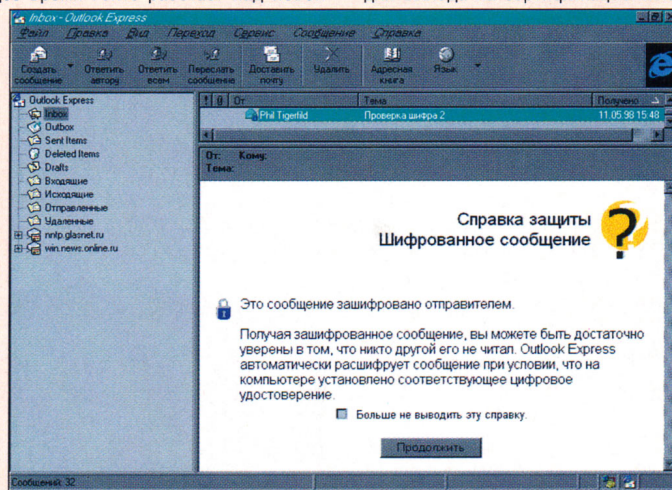 Inbox - Outlook Express
Файл Правка Вид Переход Сервис Сообщение Справка
Создать сообщение Ответить автору Ответить всем Переслать сообщение Доставить почту Удалить Адресная книга Язык
Outlook Express
Inbox
Outbox
Sent Items
Deleted Items
Drafts
Входящие
Исходящие
Отправленные
Удаленные
nntp.glasnet.ru
win.news.online.ru
От Тема Получено
Phil Tigerfild Проверка шифра 2 11.05.98 15:48
От: Кому:
Тема:
Справка защиты
Шифрованное сообщение
Это сообщение зашифровано отправителем.
Получая зашифрованное сообщение, вы можете быть достаточно
уверены в том, что никто другой его не читал. Outlook Express
автоматически расшифрует сообщение при условии, что на
компьютере установлено соответствующее цифровое
удостоверение.
Больше не выводить эту справку.
Продолжить
Сообщений: 32